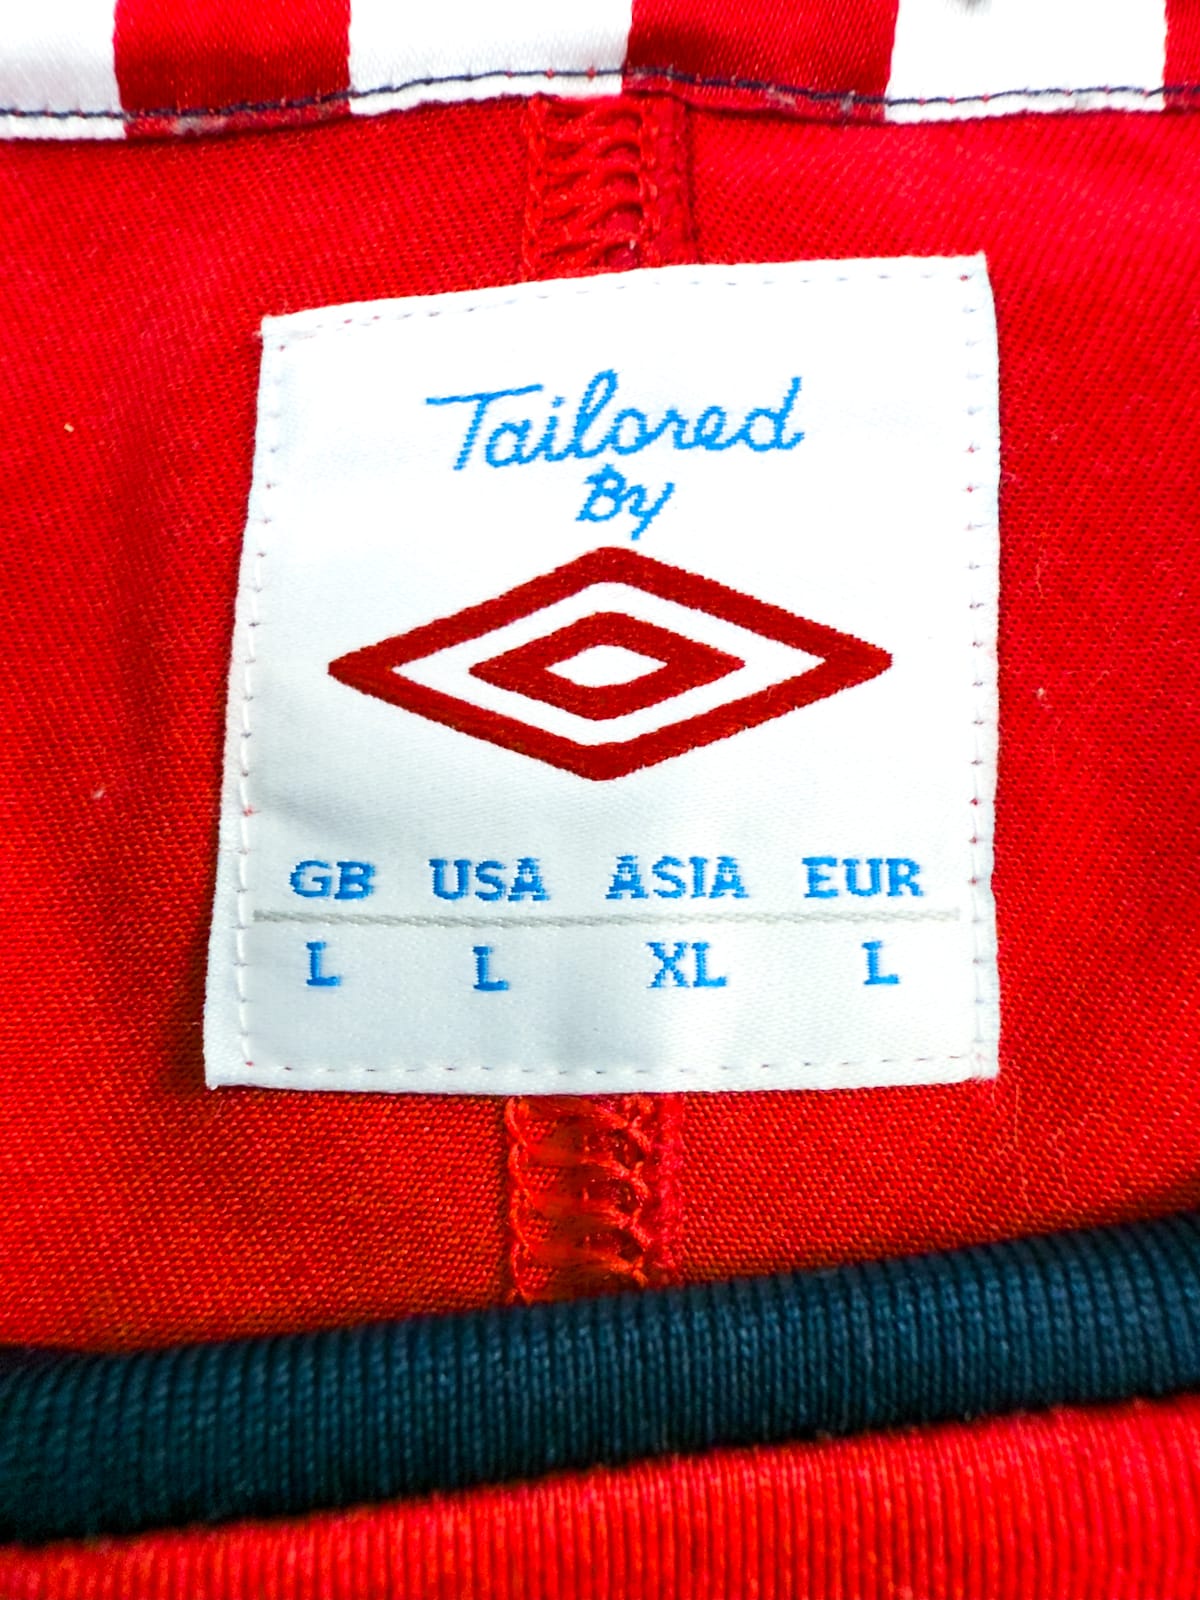 Tailored
By
GB USA ASIA EUR
L L XL L